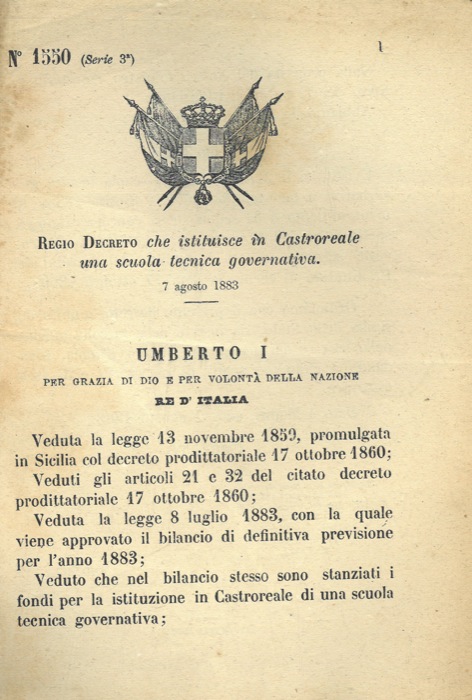 N° 1550 (Serie 3ª)
1
REGIO DECRETO che istituisce in Castroreale
una scuola tecnica governativa.
7 agosto 1883
UMBERTO I
PER GRAZIA DI DIO E PER VOLONTÀ DELLA NAZIONE
RE D' ITALIA
Veduta la legge 13 novembre 1859, promulgata
in Sicilia col decreto prodittatoriale 17 ottobre 1860;
Veduti gli articoli 21 e 32 del citato decreto
prodittatoriale 17 ottobre 1860;
Veduta la legge 8 luglio 1883, con la quale
viene approvato il bilancio di definitiva previsione
per l'anno 1883;
Veduto che nel bilancio stesso sono stanziati i
fondi per la istituzione in Castroreale di una scuola
tecnica governativa;